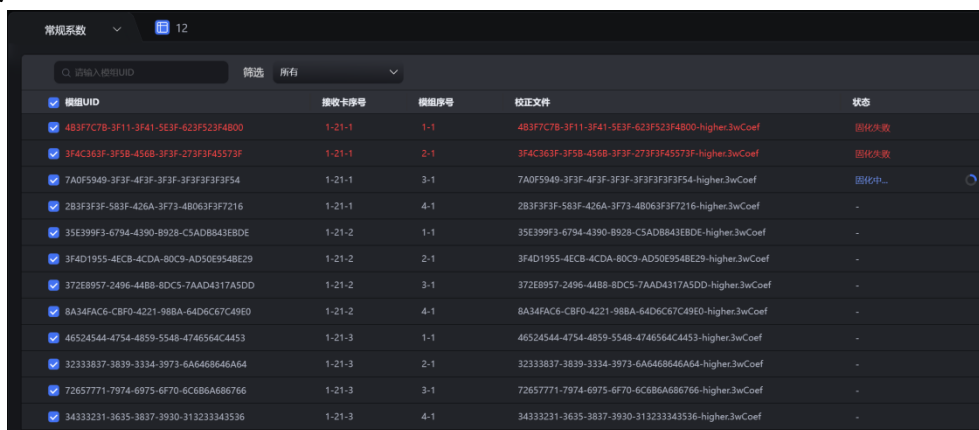 常规系数 12
请输入模组UID 筛选 所有
模组UID 接收卡序号 模组序号 校正文件 状态
4B3F7C7B-3F11-3F41-5E3F-623F523F4B00 1-21-1 1-1 4B3F7C7B-3F11-3F41-5E3F-623F523F4B00-higher.3wCoef 固化失败
3F4C363F-3F5B-456B-3F3F-273F3F45573F 1-21-1 2-1 3F4C363F-3F5B-456B-3F3F-273F3F45573F-higher.3wCoef 固化失败
7A0F5949-3F3F-4F3F-3F3F-3F3F3F3F3F54 1-21-1 3-1 7A0F5949-3F3F-4F3F-3F3F-3F3F3F3F3F54-higher.3wCoef 固化中...
2B3F3F3F-583F-426A-3F73-4B063F3F7216 1-21-1 4-1 2B3F3F3F-583F-426A-3F73-4B063F3F7216-higher.3wCoef -
35E399F3-6794-4390-B928-C5ADB843EBDE 1-21-2 1-1 35E399F3-6794-4390-B928-C5ADB843EBDE-higher.3wCoef -
3F4D1955-4ECB-4CDA-80C9-AD50E954BE29 1-21-2 2-1 3F4D1955-4ECB-4CDA-80C9-AD50E954BE29-higher.3wCoef -
372E8957-2496-44B8-8DC5-7AAD4317A5DD 1-21-2 3-1 372E8957-2496-44B8-8DC5-7AAD4317A5DD-higher.3wCoef -
8A34FAC6-CBF0-4221-98BA-64D6C67C49E0 1-21-2 4-1 8A34FAC6-CBF0-4221-98BA-64D6C67C49E0-higher.3wCoef -
46524544-4754-4859-5548-4746564C4453 1-21-3 1-1 46524544-4754-4859-5548-4746564C4453-higher.3wCoef -
32333837-3839-3334-3973-6A6468646A64 1-21-3 2-1 32333837-3839-3334-3973-6A6468646A64-higher.3wCoef -
72657771-7974-6975-6F70-6C6B6A686766 1-21-3 3-1 72657771-7974-6975-6F70-6C6B6A686766-higher.3wCoef -
34333231-3635-3837-3930-313233343536 1-21-3 4-1 34333231-3635-3837-3930-313233343536-higher.3wCoef -